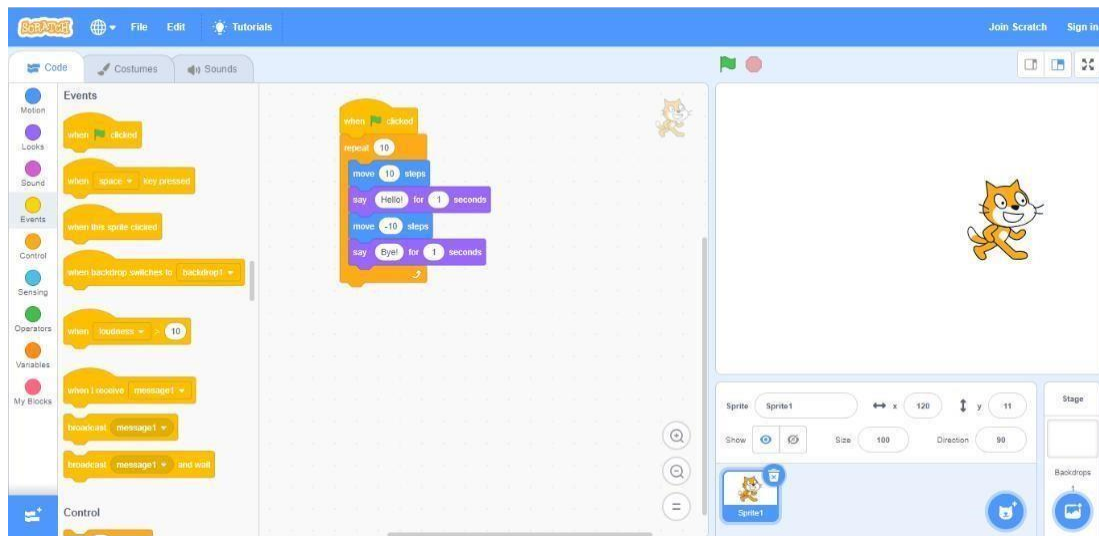 SCRATCH File Edit Tutorials Join Scratch Sign in
Code Costumes Sounds
Motion
Looks
Sound
Events
Control
Sensing
Operators
Variables
My Blocks
Events
when clicked
when space key pressed
when this sprite clicked
when backdrop switches to backdrop1
when loudness > 10
when I receive message1
broadcast message1
broadcast message1 and wait
Control
when clicked
repeat 10
move 10 steps
say Hello! for 1 seconds
move -10 steps
say Bye! for 1 seconds
Sprite Sprite1 x 120 y 11
Show Size 100 Direction 90
Sprite1
Stage
Backdrops
1